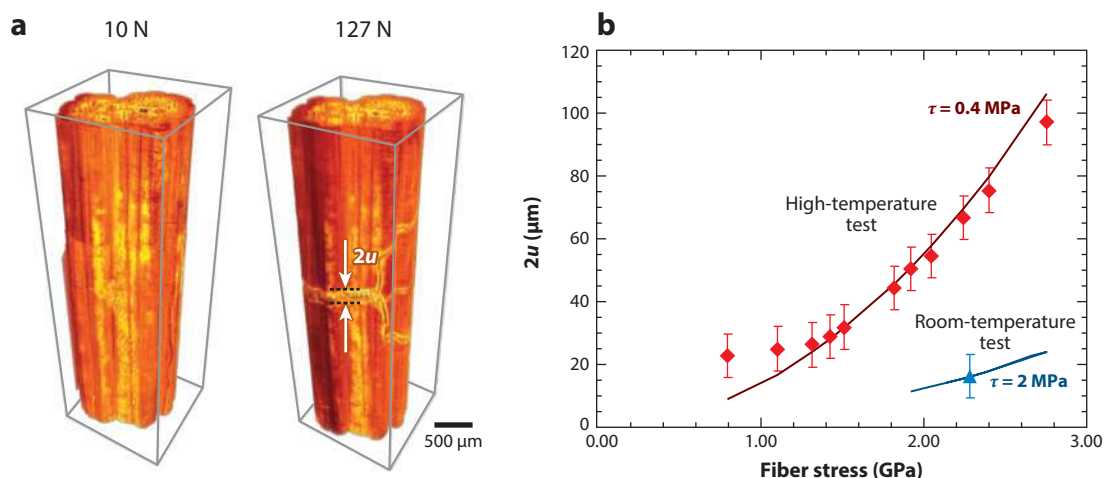 a
10 N
127 N
2u
500 μm
b
120
100
80
60
40
20
0
2u (μm)
τ = 0.4 MPa
High-temperature
test
Room-temperature
test
τ = 2 MPa
0.00
1.00
2.00
3.00
Fiber stress (GPa)